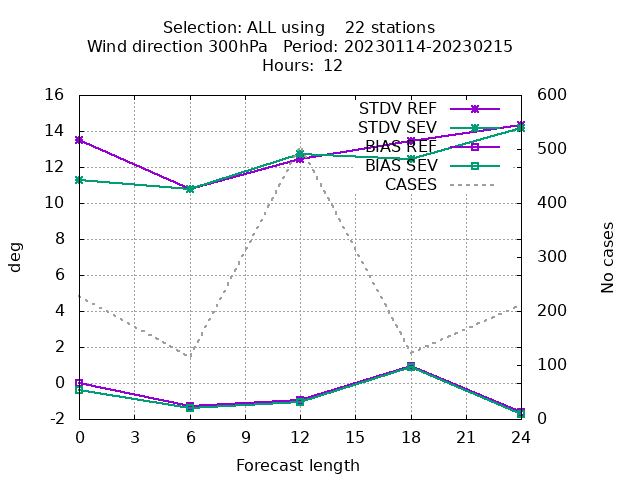 Selection: ALL using    22 stations
Wind direction 300hPa   Period: 20230114-20230215
Hours:  12
16
14
12
10
8
6
4
2
0
-2
600
500
400
300
200
100
0
STDV REF
STDV SEV
BIAS REF
BIAS SEV
CASES
deg
No cases
0 3 6 9 12 15 18 21 24
Forecast length